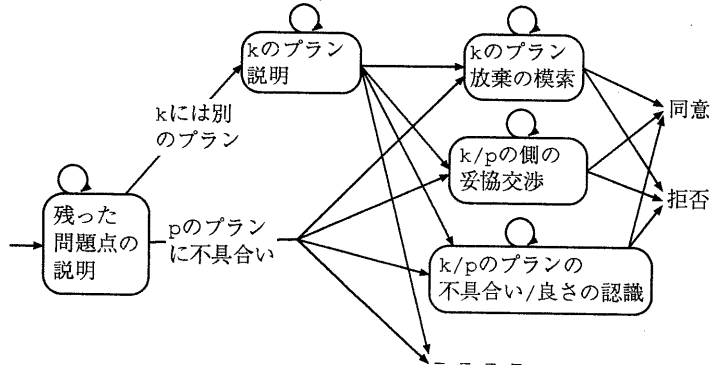 kのプラン
説明
kのプラン
放棄の模索
kには別
のプラン
同意
k/pの側の
妥協交渉
拒否
残った
問題点の
説明
pのプラン
に不具合い
k/pのプランの
不具合い/良さの認識